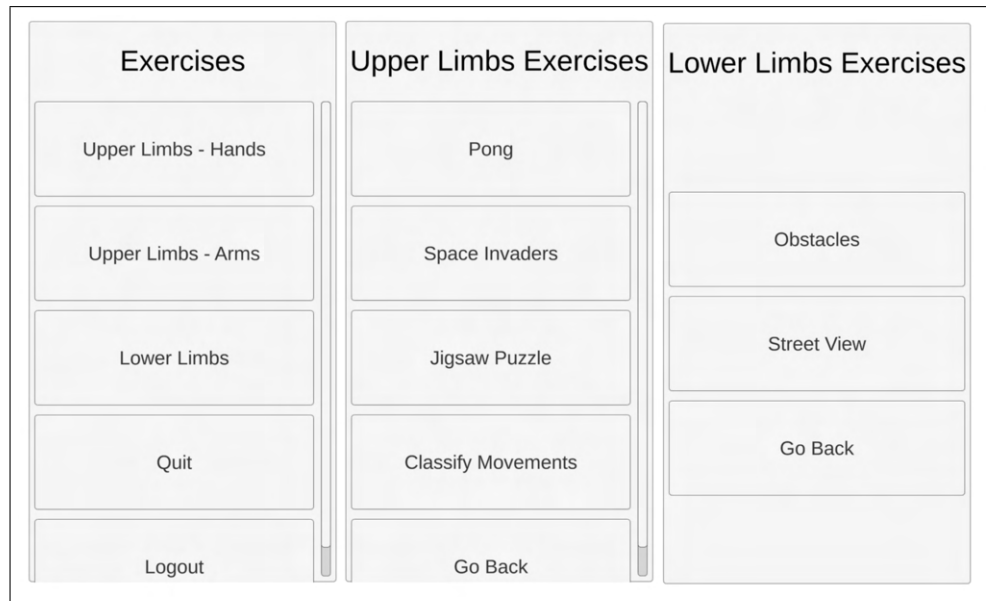 Exercises
Upper Limbs - Hands
Upper Limbs - Arms
Lower Limbs
Quit
Logout
Upper Limbs Exercises
Pong
Space Invaders
Jigsaw Puzzle
Classify Movements
Go Back
Lower Limbs Exercises
Obstacles
Street View
Go Back